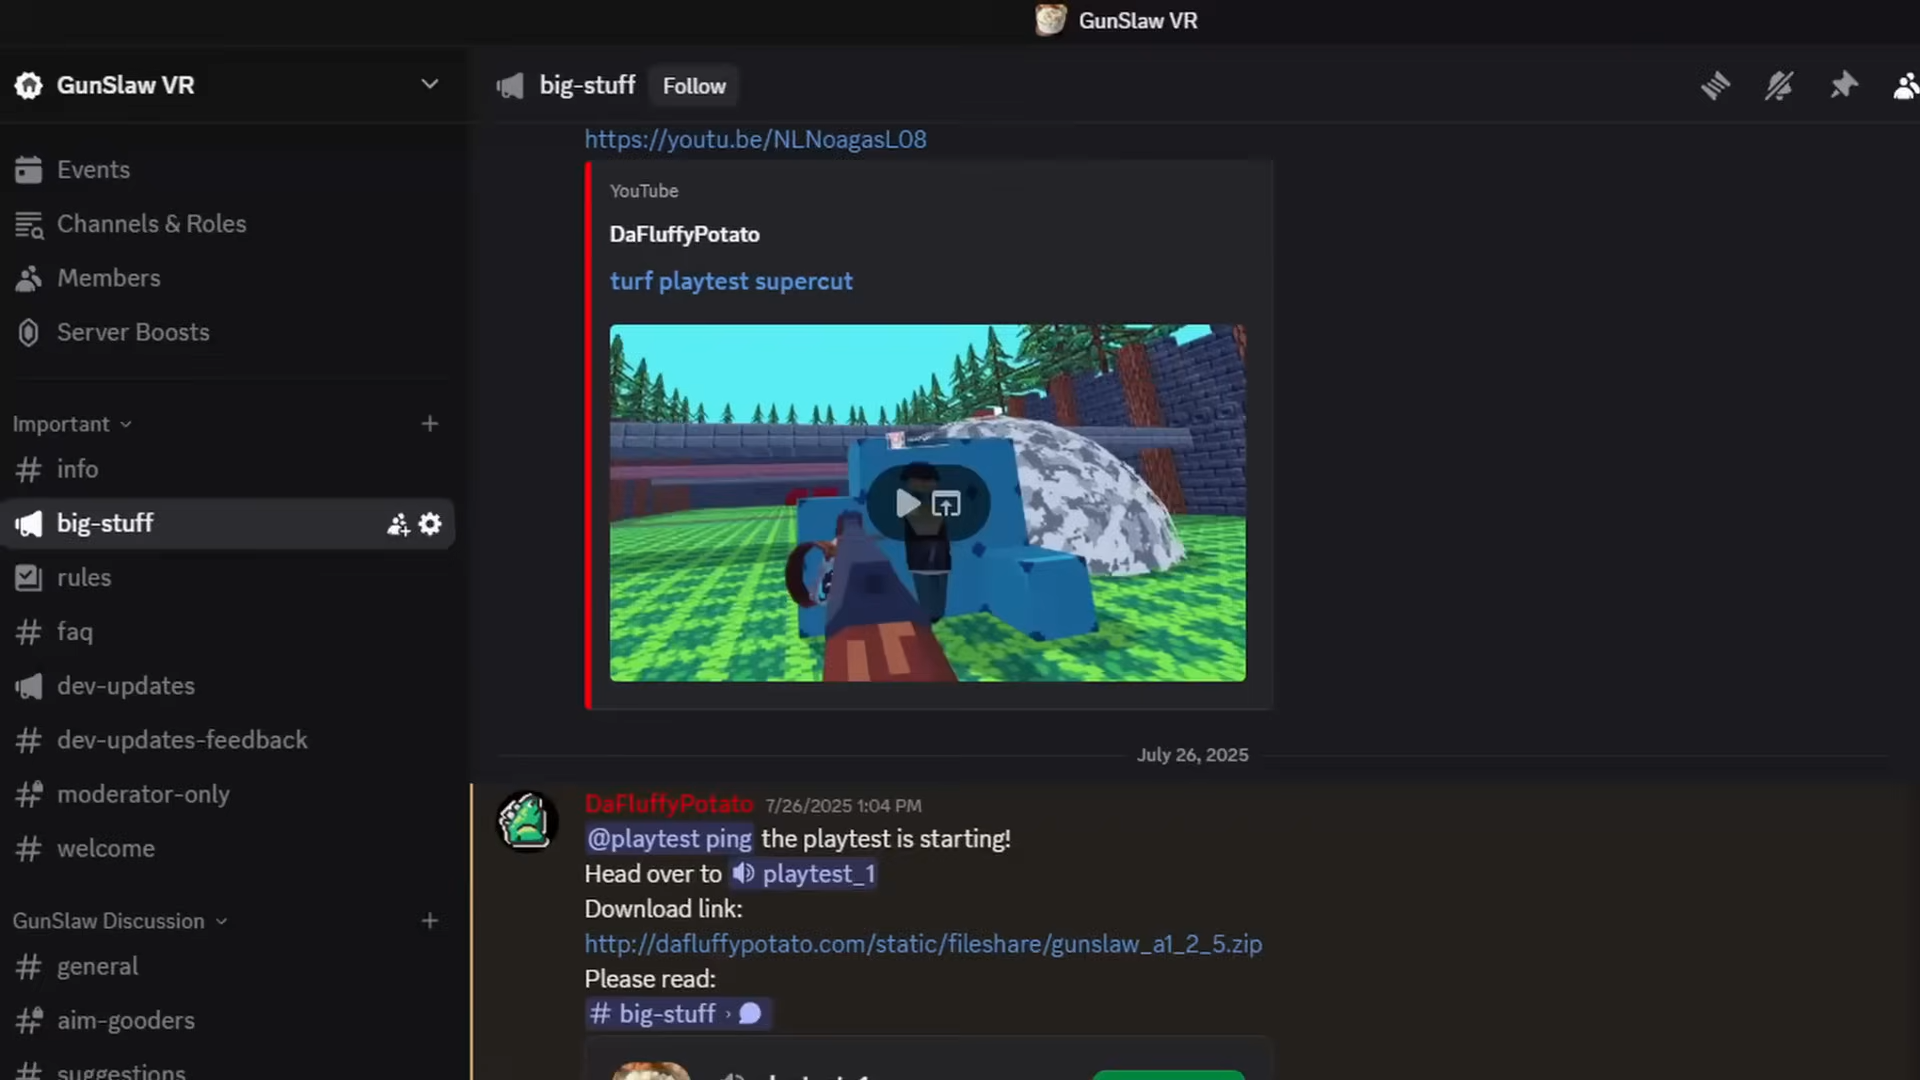 GunSlaw VR
GunSlaw VR
Events
Channels & Roles
Members
Server Boosts
Important
info
big-stuff
rules
faq
dev-updates
dev-updates-feedback
moderator-only
welcome
GunSlaw Discussion
general
aim-gooders
suggestions
big-stuff Follow
https://youtu.be/NLNoagasL08
YouTube
DaFluffyPotato
turf playtest supercut
July 26, 2025
DaFluffyPotato 7/26/2025 1:04 PM
@playtest ping the playtest is starting!
Head over to playtest_1
Download link:
http://dafluffypotato.com/static/fileshare/gunslaw_a1_2_5.zip
Please read:
# big-stuff ›